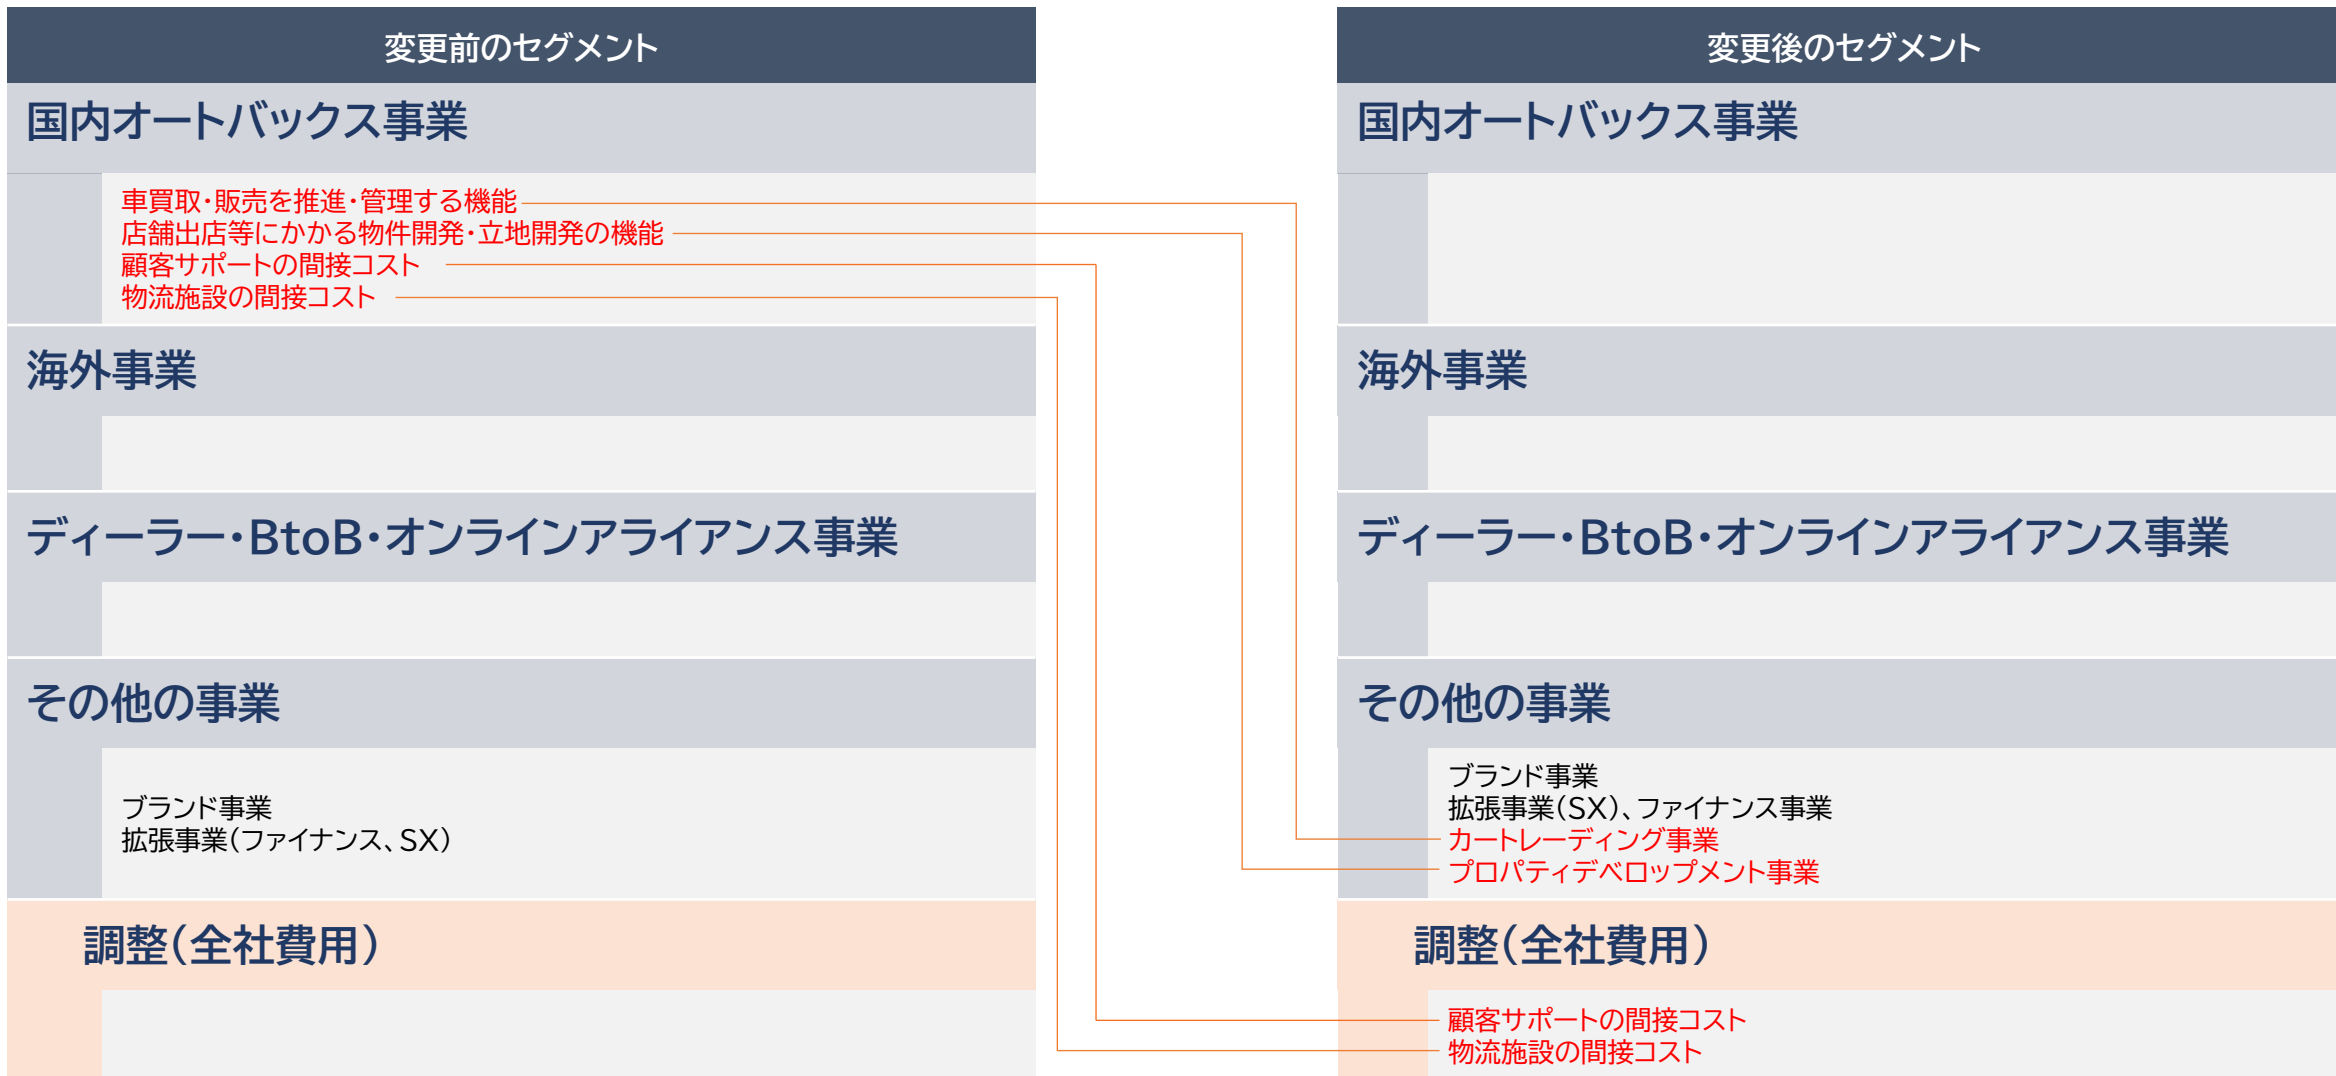 変更前のセグメント
国内オートバックス事業
車買取・販売を推進・管理する機能
店舗出店等にかかる物件開発・立地開発の機能
顧客サポートの間接コスト
物流施設の間接コスト
海外事業
ディーラー・BtoB・オンラインアライアンス事業
その他の事業
ブランド事業
拡張事業(ファイナンス、SX)
調整(全社費用)
変更後のセグメント
国内オートバックス事業
海外事業
ディーラー・BtoB・オンラインアライアンス事業
その他の事業
ブランド事業
拡張事業(SX)、ファイナンス事業
カートレーディング事業
プロパティデベロップメント事業
調整(全社費用)
顧客サポートの間接コスト
物流施設の間接コスト